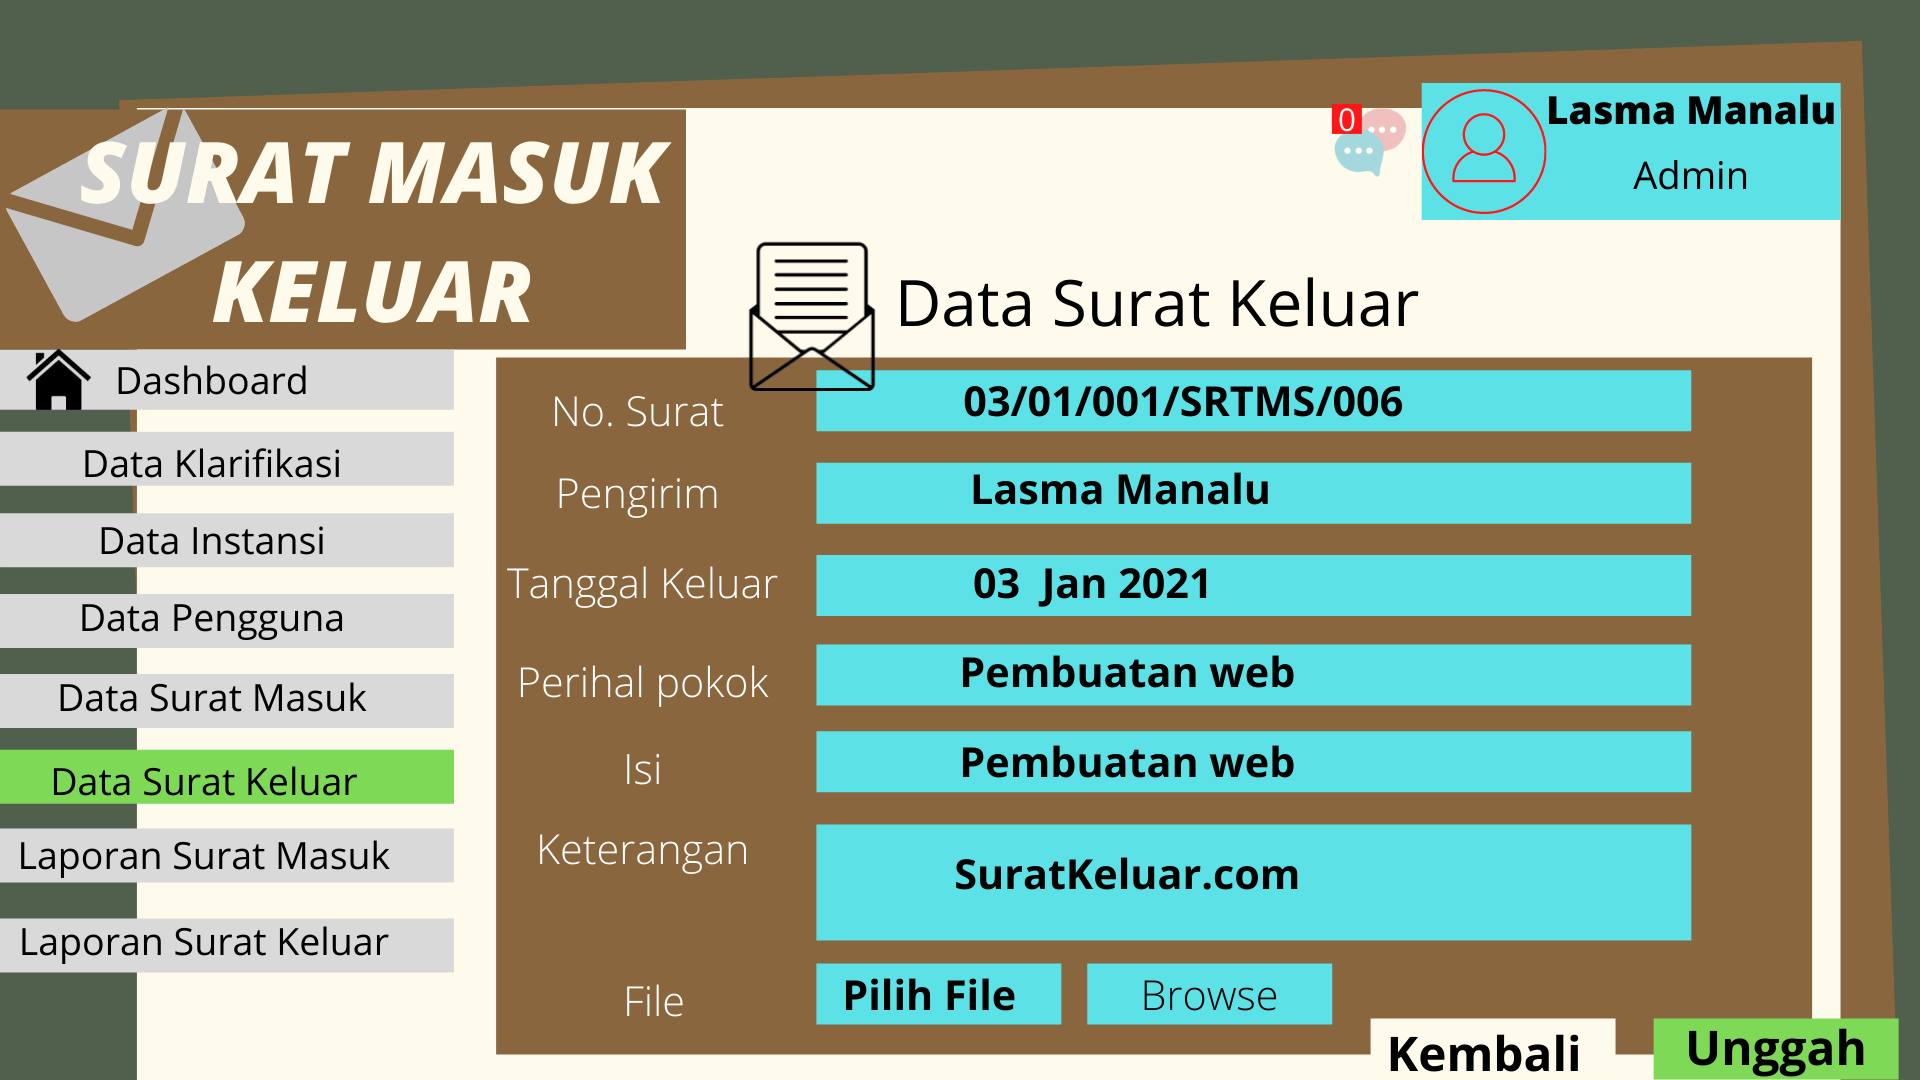 0
Lasma Manalu
Admin
SURAT MASUK
KELUAR
Data Surat Keluar
Dashboard
Data Klarifikasi
Data Instansi
Data Pengguna
Data Surat Masuk
Data Surat Keluar
Laporan Surat Masuk
Laporan Surat Keluar
No. Surat 03/01/001/SRTMS/006
Pengirim Lasma Manalu
Tanggal Keluar 03 Jan 2021
Perihal pokok Pembuatan web
Isi Pembuatan web
Keterangan SuratKeluar.com
File Pilih File Browse
Kembali Unggah